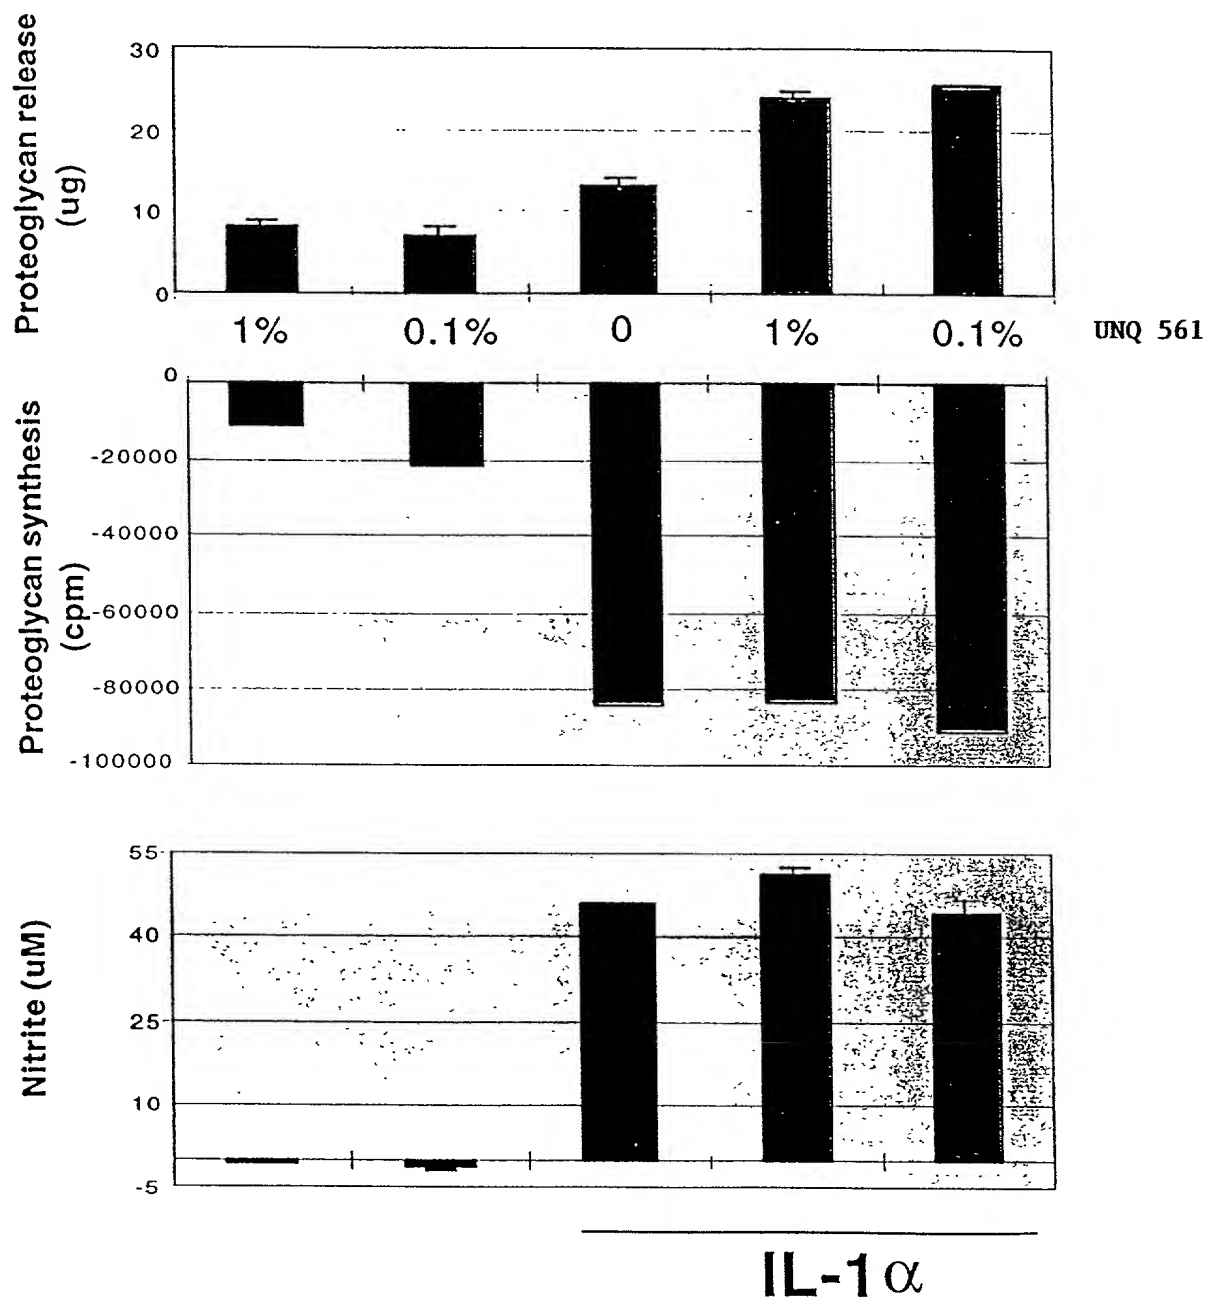 Proteoglycan release
(ug)
30
20
10
0
1%
0.1%
0
1%
0.1%
UNQ 561
Proteoglycan synthesis
(cpm)
0
-20000
-40000
-60000
-80000
-100000
Nitrite (uM)
55
40
25
10
-5
IL-1α